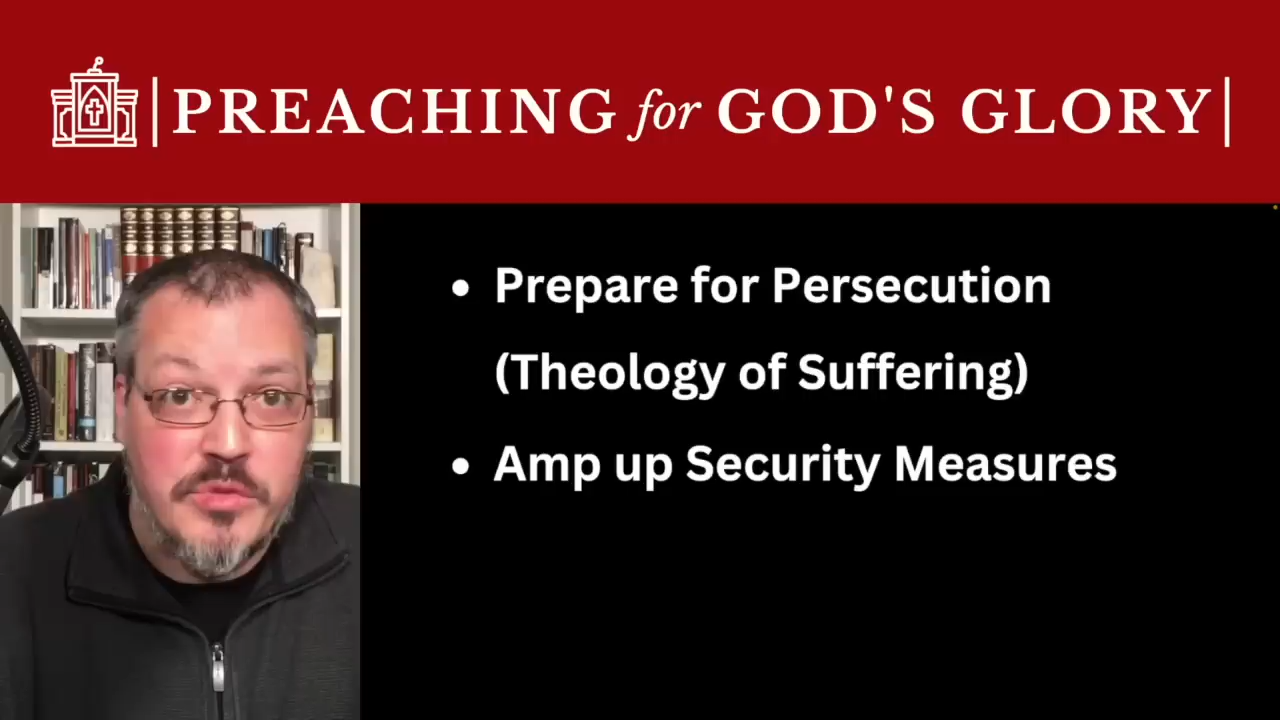 PREACHING for GOD'S GLORY
• Prepare for Persecution
(Theology of Suffering)
• Amp up Security Measures